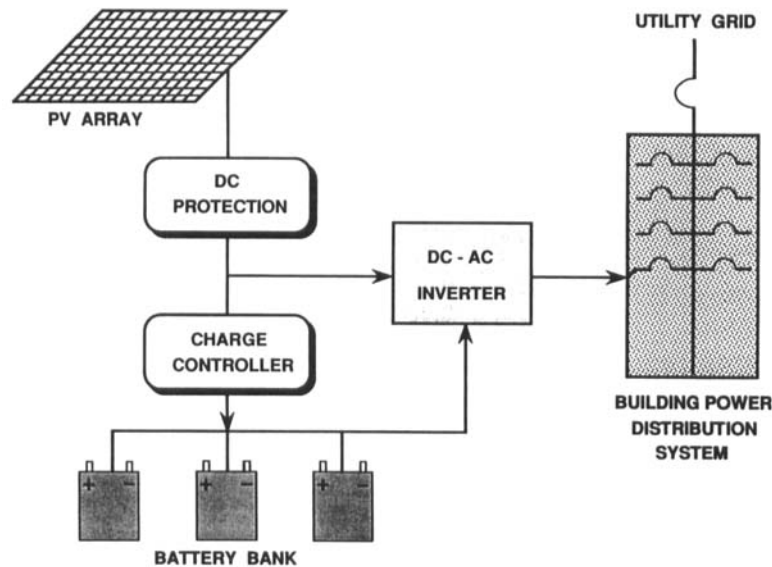 UTILITY GRID
PV ARRAY
DC
PROTECTION
DC - AC
INVERTER
CHARGE
CONTROLLER
BUILDING POWER
DISTRIBUTION
SYSTEM
+ −
+ −
+ −
BATTERY BANK